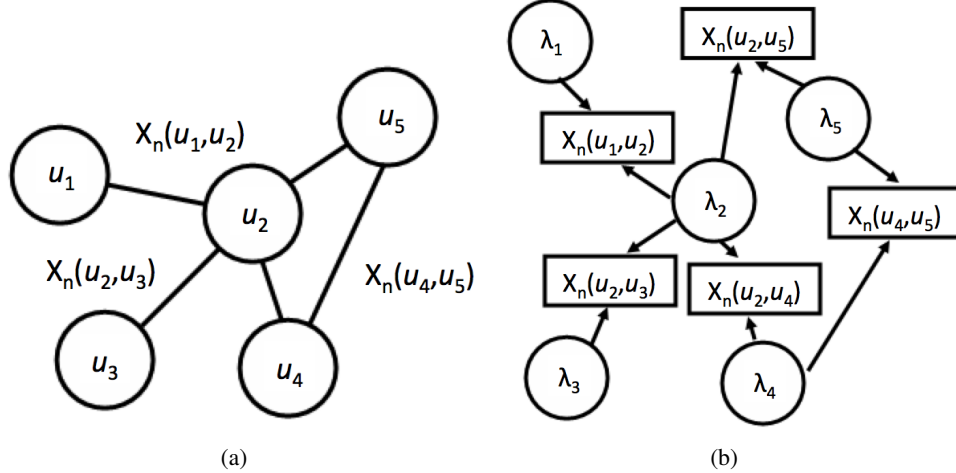 X_n(u_1,u_2)
u_1
u_2
u_5
X_n(u_2,u_3)
X_n(u_4,u_5)
u_3
u_4
(a)
λ_1
X_n(u_2,u_5)
X_n(u_1,u_2)
λ_5
λ_2
X_n(u_4,u_5)
X_n(u_2,u_3)
X_n(u_2,u_4)
λ_3
λ_4
(b)